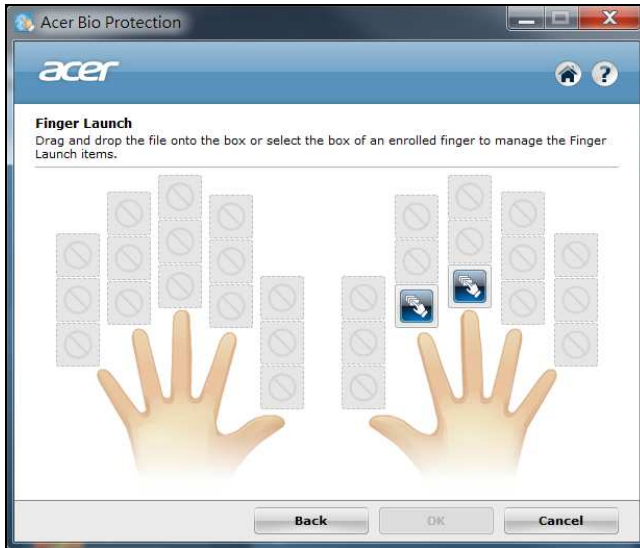 Acer Bio Protection
acer
?
Finger Launch
Drag and drop the file onto the box or select the box of an enrolled finger to manage the Finger
Launch items.
Back OK Cancel